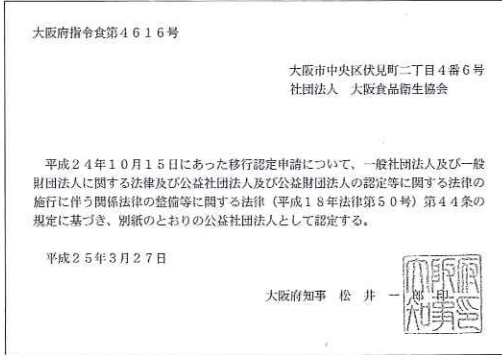 大阪府指令食第４６１６号
大阪市中央区伏見町二丁目４番６号
社団法人　大阪食品衛生協会
平成２４年１０月１５日にあった移行認定申請について、一般社団法人及び一般
財団法人に関する法律及び公益社団法人及び公益財団法人の認定等に関する法律の
施行に伴う関係法律の整備等に関する法律（平成１８年法律第５０号）第４４条の
規定に基づき、別紙のとおりの公益社団法人として認定する。
平成２５年３月２７日
大阪府知事　松　井　一　郎